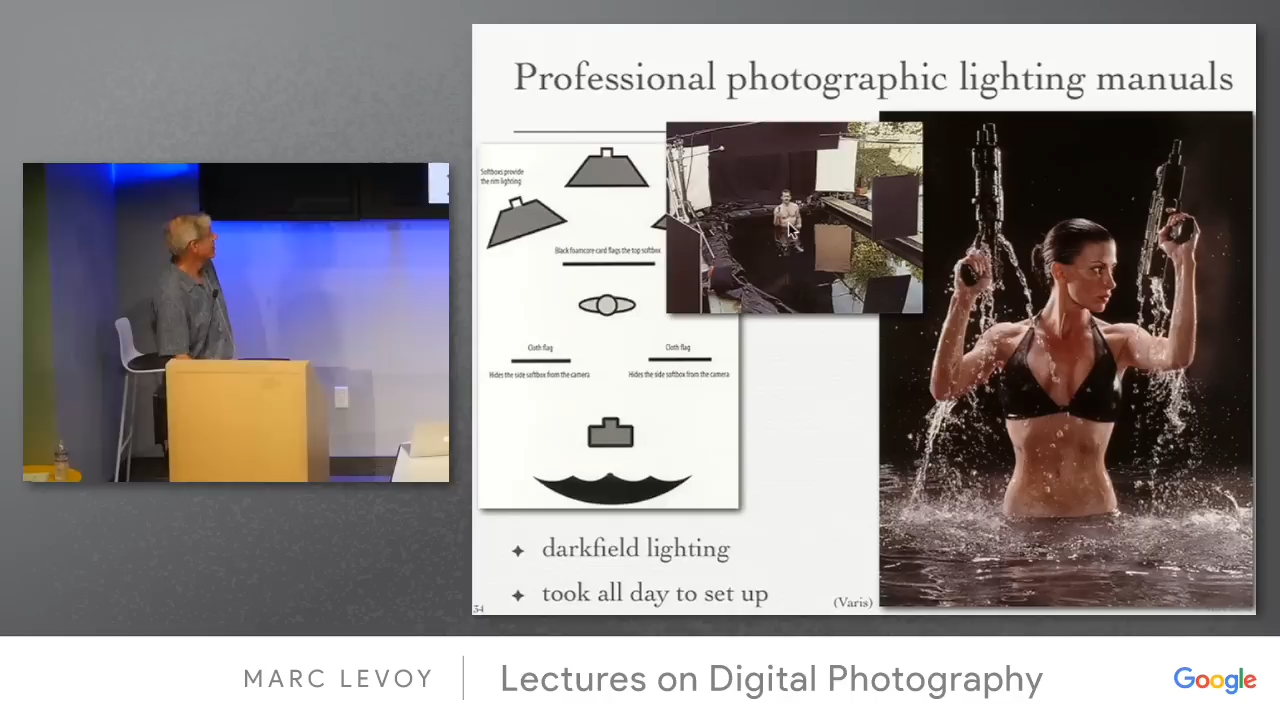 Professional photographic lighting manuals
Softboxes provide
the rim lighting
Black foamcore card flags the top softbox
Cloth flag
Cloth flag
Hides the side softbox from the camera
Hides the side softbox from the camera
darkfield lighting
took all day to set up
(Varis)
34
MARC LEVOY
Lectures on Digital Photography
Google